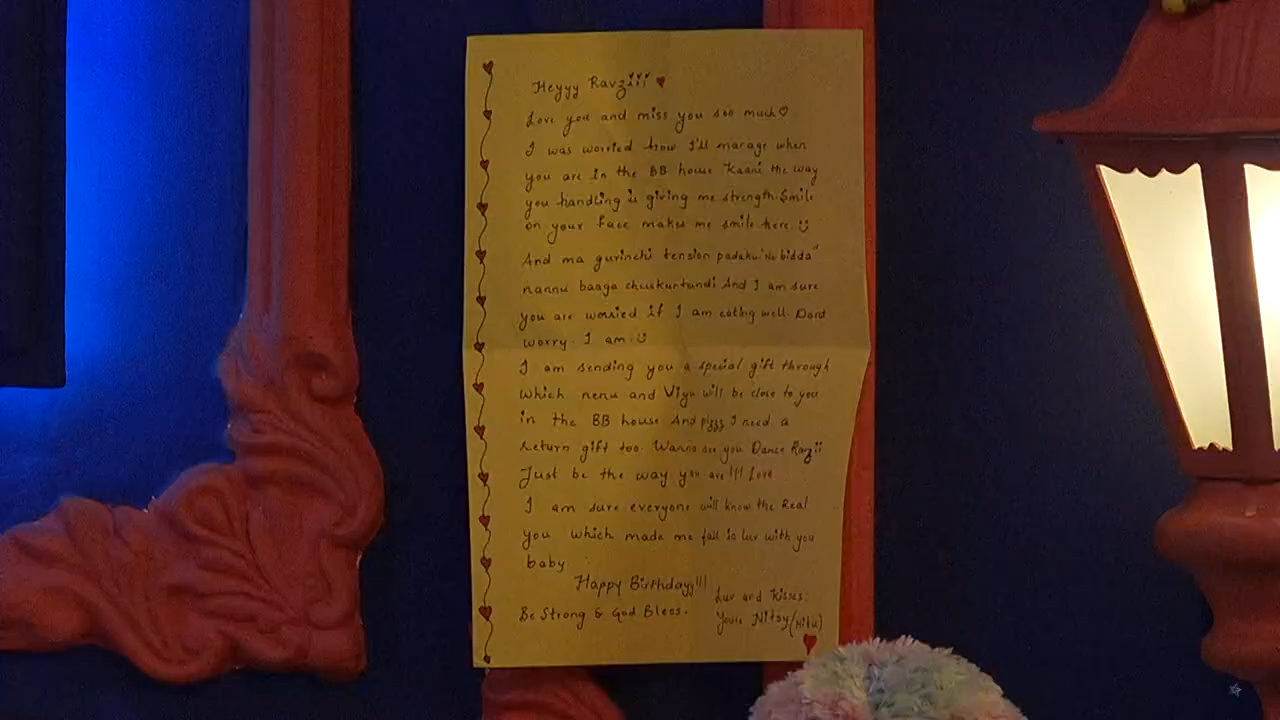 Heyyy Ravziii
Love you and miss you soo much
I was worried how I'll manage when
you are in the BB house Kaani the way
you handling is giving me strength. Smile
on your face makes me smile here.
And ma gurinchi tension padaku "Nə bidda"
nannu baaga chuskuntundi And I am sure
you are worried if I am eating well. Dont
worry. I am.
I am sending you a special gift through
which nenu and Viyu will be close to you
in the BB house And plzzz I need a
return gift too. Wanna see you Dance Ravzii
Just be the way you are!!! Love
I am sure everyone will know the Real
you which made me fall in luv with you
baby
Happy Birthdayy!!!
Be Strong & God Bless.
Luv and Kisses.
Yours Nitsy(Nitu)